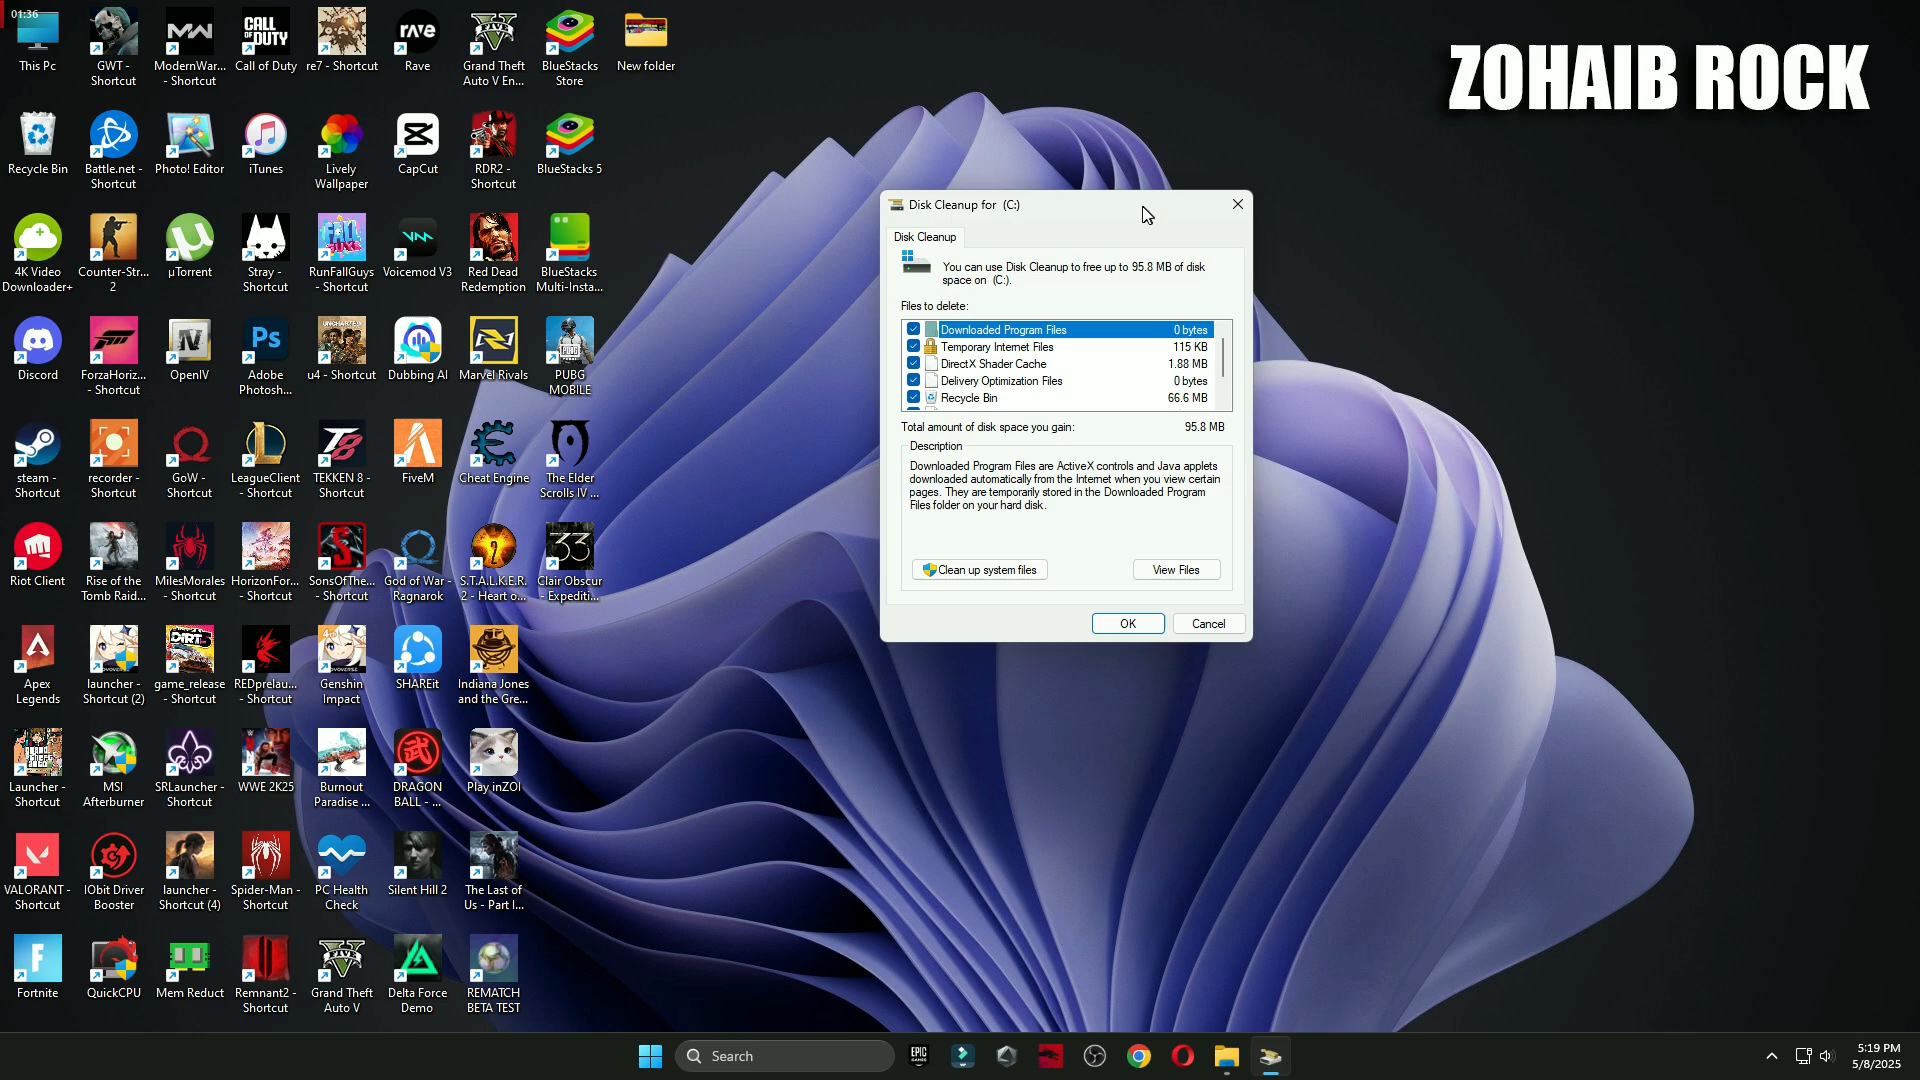 01:36
ZOHAIB ROCK
This Pc
GWT -
Shortcut
ModernWar...
- Shortcut
Call of Duty
re7 - Shortcut
Rave
Grand Theft
Auto V En...
BlueStacks
Store
New folder
Recycle Bin
Battle.net -
Shortcut
Photo! Editor
iTunes
Lively
Wallpaper
CapCut
RDR2 -
Shortcut
BlueStacks 5
4K Video
Downloader+
Counter-Str...
2
µTorrent
Stray -
Shortcut
RunFallGuys
- Shortcut
Voicemod V3
Red Dead
Redemption
BlueStacks
Multi-Insta...
Discord
ForzaHoriz...
- Shortcut
OpenIV
Adobe
Photosh...
u4 - Shortcut
Dubbing AI
Marvel Rivals
PUBG
MOBILE
steam -
Shortcut
recorder -
Shortcut
GoW -
Shortcut
LeagueClient
- Shortcut
TEKKEN 8 -
Shortcut
FiveM
Cheat Engine
The Elder
Scrolls IV ...
Riot Client
Rise of the
Tomb Raid...
MilesMorales
- Shortcut
HorizonFor...
- Shortcut
SonsOfThe...
- Shortcut
God of War -
Ragnarok
S.T.A.L.K.E.R.
2 - Heart o...
Clair Obscur
- Expediti...
Apex
Legends
launcher -
Shortcut (2)
game_release
- Shortcut
REDprelau...
- Shortcut
Genshin
Impact
SHAREit
Indiana Jones
and the Gre...
Launcher -
Shortcut
MSI
Afterburner
SRLauncher -
Shortcut
WWE 2K25
Burnout
Paradise ...
DRAGON
BALL - ...
Play inZOI
VALORANT -
Shortcut
IObit Driver
Booster
launcher -
Shortcut (4)
Spider-Man -
Shortcut
PC Health
Check
Silent Hill 2
The Last of
Us - Part I...
Fortnite
QuickCPU
Mem Reduct
Remnant2 -
Shortcut
Grand Theft
Auto V
Delta Force
Demo
REMATCH
BETA TEST
Disk Cleanup for (C:)
Disk Cleanup
You can use Disk Cleanup to free up to 95.8 MB of disk
space on (C:).
Files to delete:
Downloaded Program Files 0 bytes
Temporary Internet Files 115 KB
DirectX Shader Cache 1.88 MB
Delivery Optimization Files 0 bytes
Recycle Bin 66.6 MB
Total amount of disk space you gain: 95.8 MB
Description
Downloaded Program Files are ActiveX controls and Java applets
downloaded automatically from the Internet when you view certain
pages. They are temporarily stored in the Downloaded Program
Files folder on your hard disk.
Clean up system files
View Files
OK
Cancel
Search
5:19 PM
5/8/2025